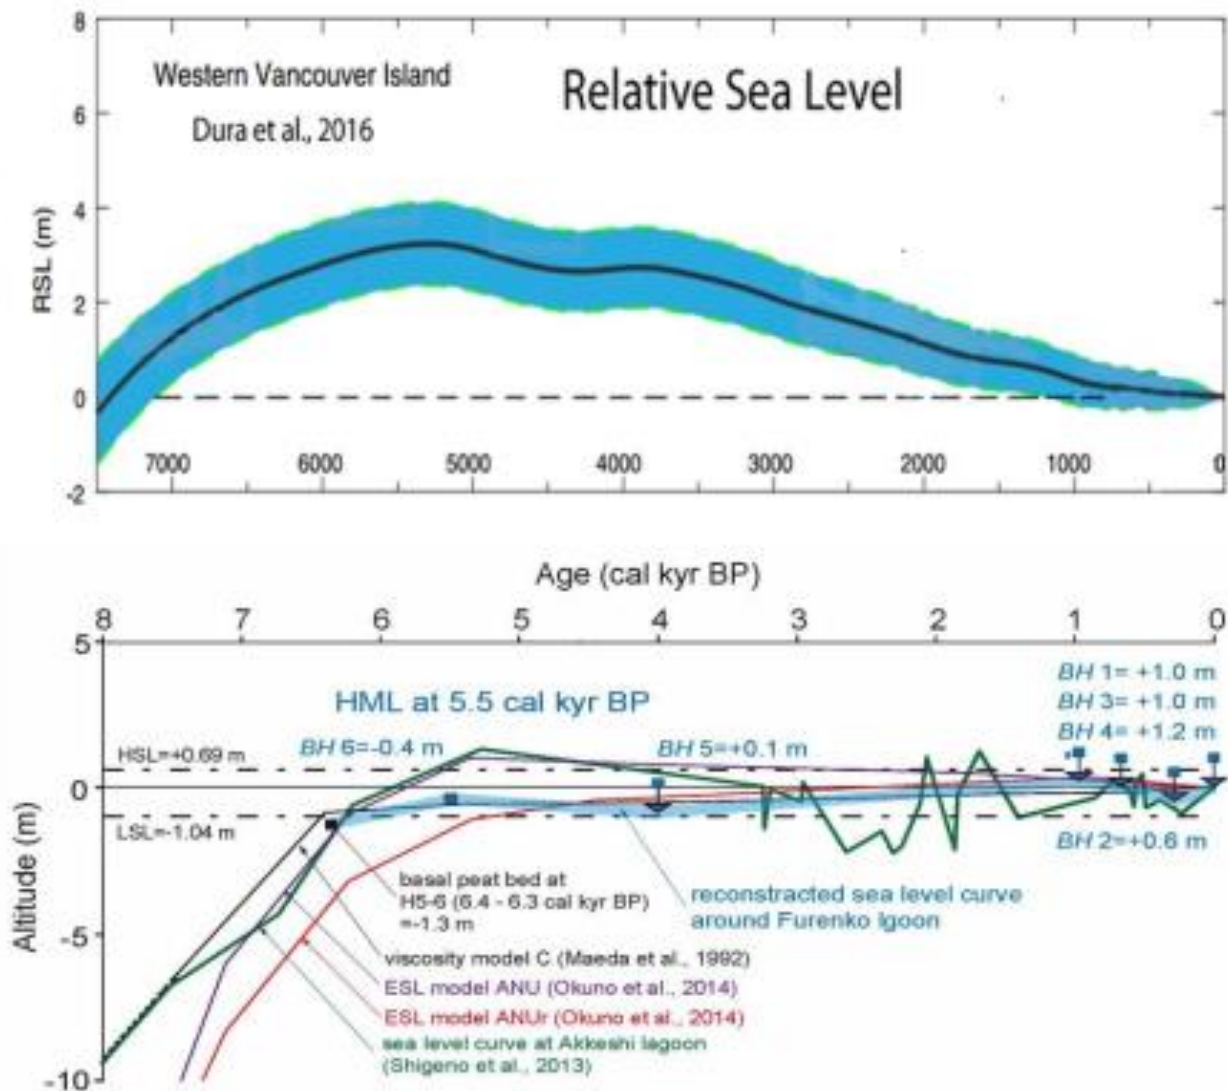 8
Western Vancouver Island
Relative Sea Level
Dura et al., 2016
6
4
RSL (m)
2
0
7000 6000 5000 4000 3000 2000 1000 0
-2
Age (cal kyr BP)
8 7 6 5 4 3 2 1 0
5
BH 1= +1.0 m
HML at 5.5 cal kyr BP
BH 3= +1.0 m
BH 4= +1.2 m
HSL=+0.69 m
BH 6=-0.4 m
BH 5=+0.1 m
0
LSL=-1.04 m
BH 2=+0.6 m
Altitude (m)
basal peat bed at
H5-6 (6.4 - 6.3 cal kyr BP)
=-1.3 m
reconstracted sea level curve
around Furenko lgoon
-5
viscosity model C (Maeda et al., 1992)
ESL model ANU (Okuno et al., 2014)
ESL model ANUr (Okuno et al., 2014)
sea level curve at Akkeshi lagoon
(Shigeno et al., 2013)
-10